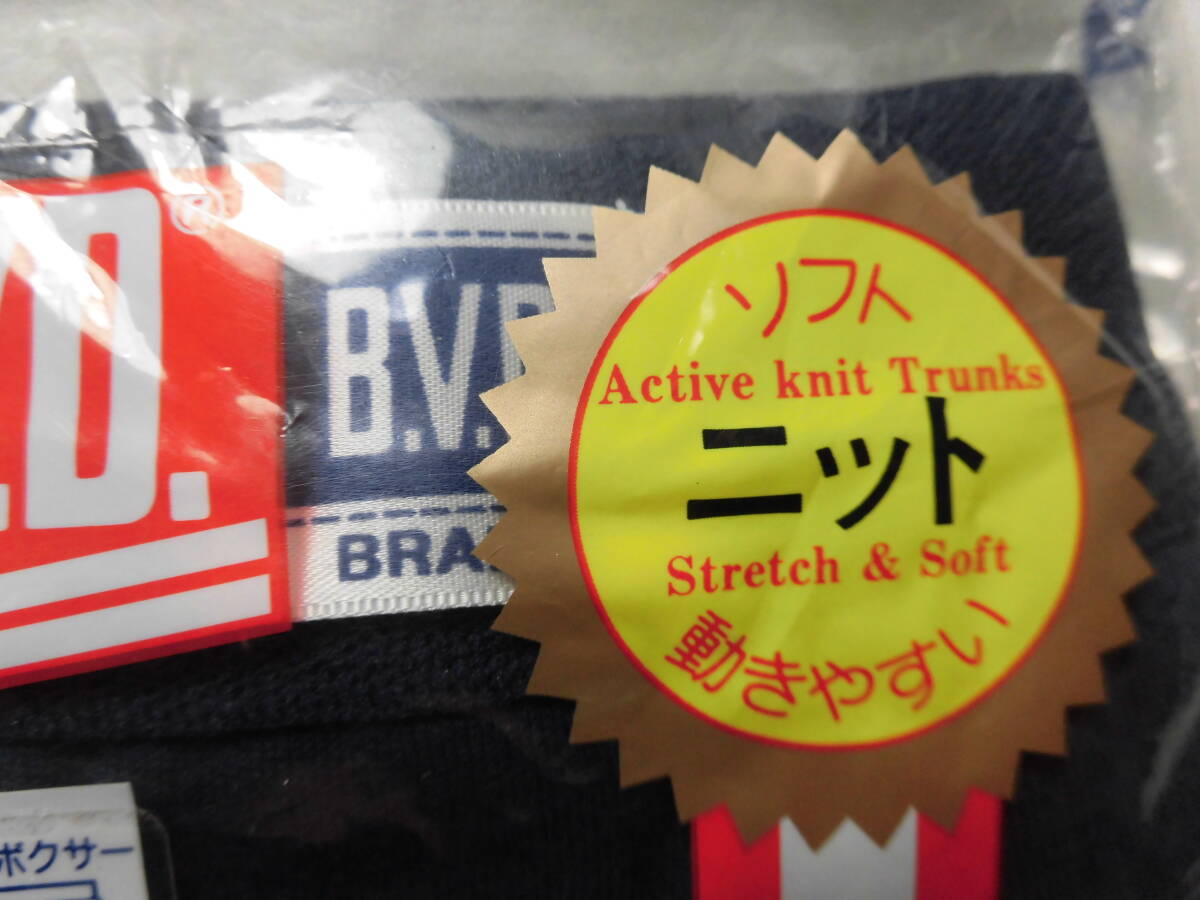 .D.®
B.V.
BRA
ソフト
Active knit Trunks
ニット
Stretch & Soft
動きやすい
ボクサー